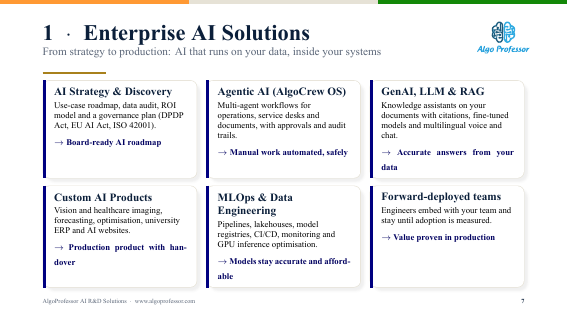 1 · Enterprise AI Solutions
From strategy to production: AI that runs on your data, inside your systems
Algo Professor
AI Strategy & Discovery
Use-case roadmap, data audit, ROI
model and a governance plan (DPDP
Act, EU AI Act, ISO 42001).
→ Board-ready AI roadmap
Agentic AI (AlgoCrew OS)
Multi-agent workflows for
operations, service desks and
documents, with approvals and audit
trails.
→ Manual work automated, safely
GenAI, LLM & RAG
Knowledge assistants on your
documents with citations, fine-tuned
models and multilingual voice and
chat.
→ Accurate answers from your
data
Custom AI Products
Vision and healthcare imaging,
forecasting, optimisation, university
ERP and AI websites.
→ Production product with han-
dover
MLOps & Data
Engineering
Pipelines, lakehouses, model
registries, CI/CD, monitoring and
GPU inference optimisation.
→ Models stay accurate and afford-
able
Forward-deployed teams
Engineers embed with your team and
stay until adoption is measured.
→ Value proven in production
AlgoProfessor AI R&D Solutions · www.algoprofessor.com
7